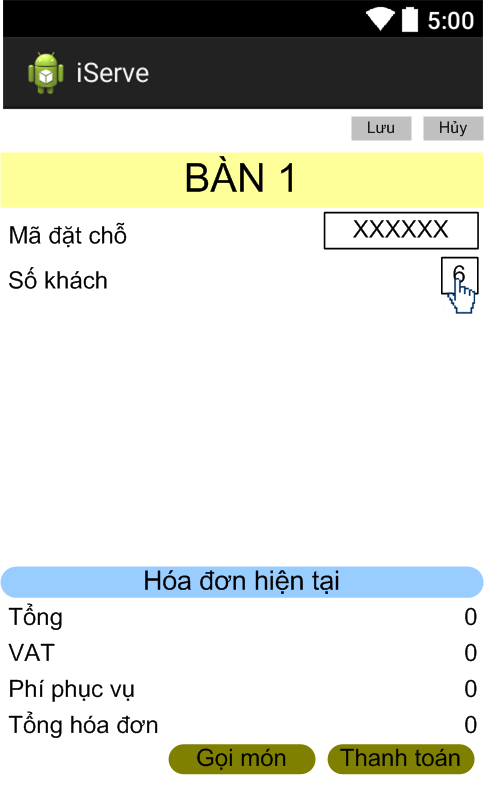 5:00
iServe
Lưu Hủy
BÀN 1
Mã đặt chỗ XXXXXX
Số khách 6
Hóa đơn hiện tại
Tổng 0
VAT 0
Phí phục vụ 0
Tổng hóa đơn 0
Gọi món Thanh toán